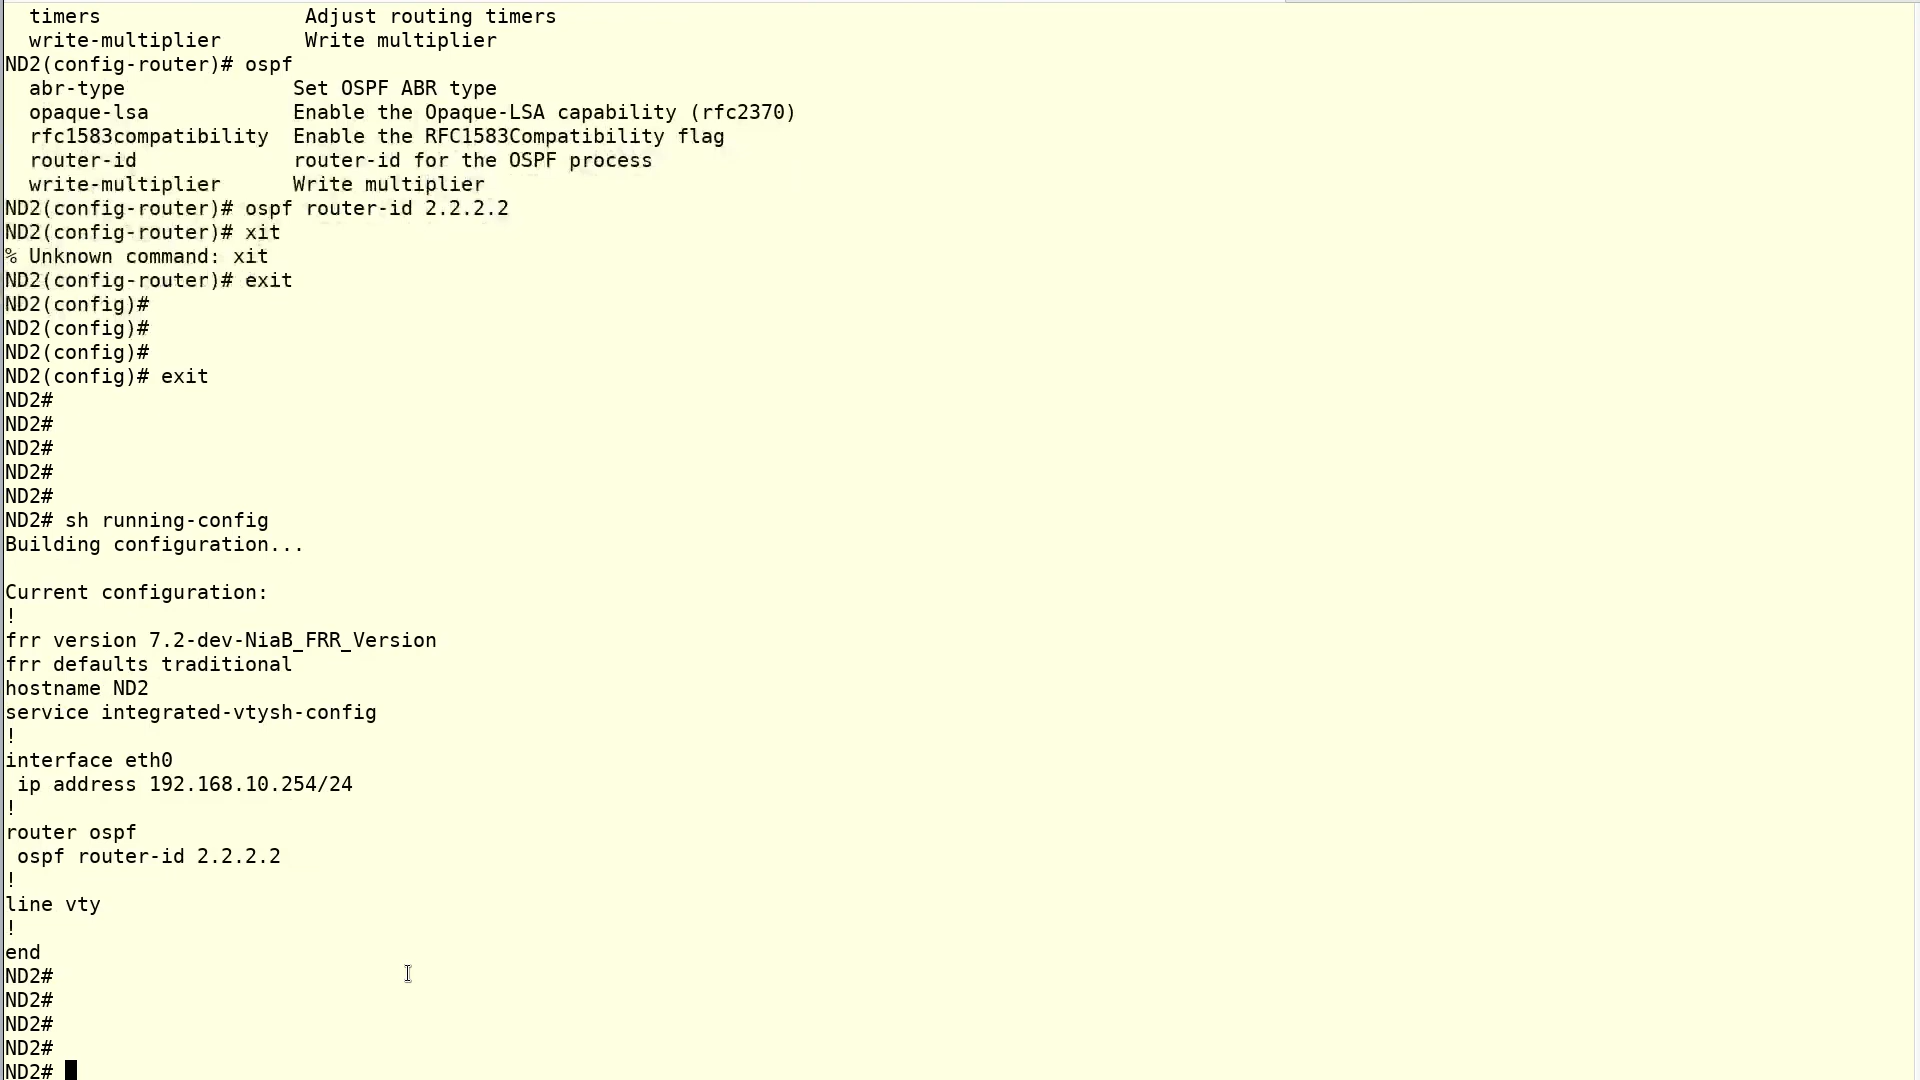 timers Adjust routing timers
write-multiplier Write multiplier
ND2(config-router)# ospf
abr-type Set OSPF ABR type
opaque-lsa Enable the Opaque-LSA capability (rfc2370)
rfc1583compatibility Enable the RFC1583Compatibility flag
router-id router-id for the OSPF process
write-multiplier Write multiplier
ND2(config-router)# ospf router-id 2.2.2.2
ND2(config-router)# xit
% Unknown command: xit
ND2(config-router)# exit
ND2(config)#
ND2(config)#
ND2(config)#
ND2(config)# exit
ND2#
ND2#
ND2#
ND2#
ND2#
ND2# sh running-config
Building configuration...

Current configuration:
!
frr version 7.2-dev-NiaB_FRR_Version
frr defaults traditional
hostname ND2
service integrated-vtysh-config
!
interface eth0
ip address 192.168.10.254/24
!
router ospf
ospf router-id 2.2.2.2
!
line vty
!
end
ND2#
ND2#
ND2#
ND2#
ND2#